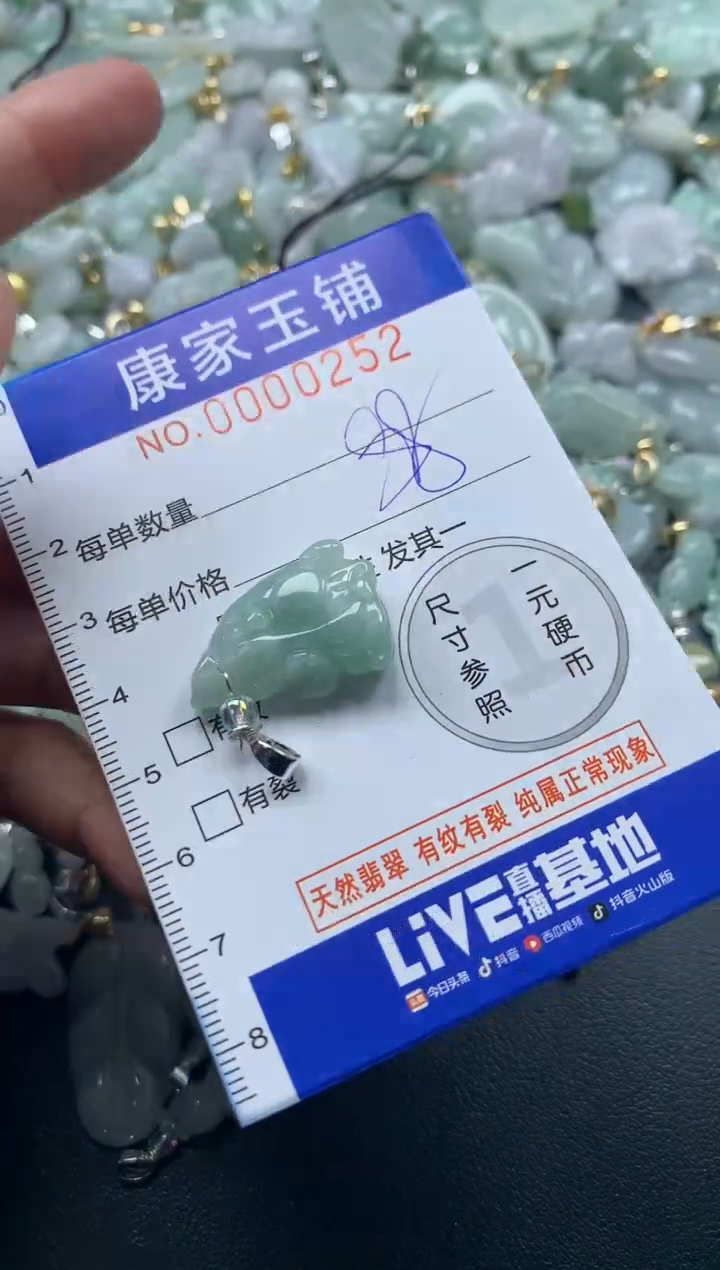 康家玉铺
NO.0000252
每单数量
每单价格
发其一
一元硬币
尺寸参照
有裂
天然翡翠 有纹有裂 纯属正常现象
LiVE直播基地
今日头条 抖音 西瓜视频 抖音火山版
1
2
3
4
5
6
7
8